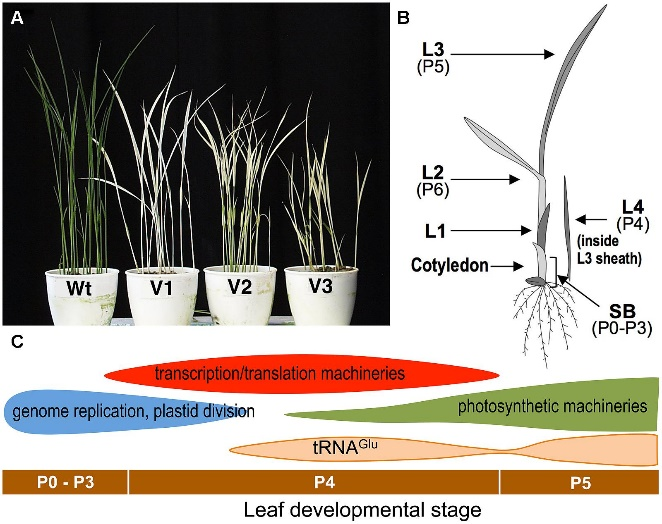 A
Wt
V1
V2
V3
B
L3
(P5)
L2
(P6)
L1
Cotyledon
L4
(P4)
(inside
L3 sheath)
SB
(P0-P3)
C
transcription/translation machineries
genome replication, plastid division
photosynthetic machineries
tRNAGlu
P0 - P3
P4
P5
Leaf developmental stage